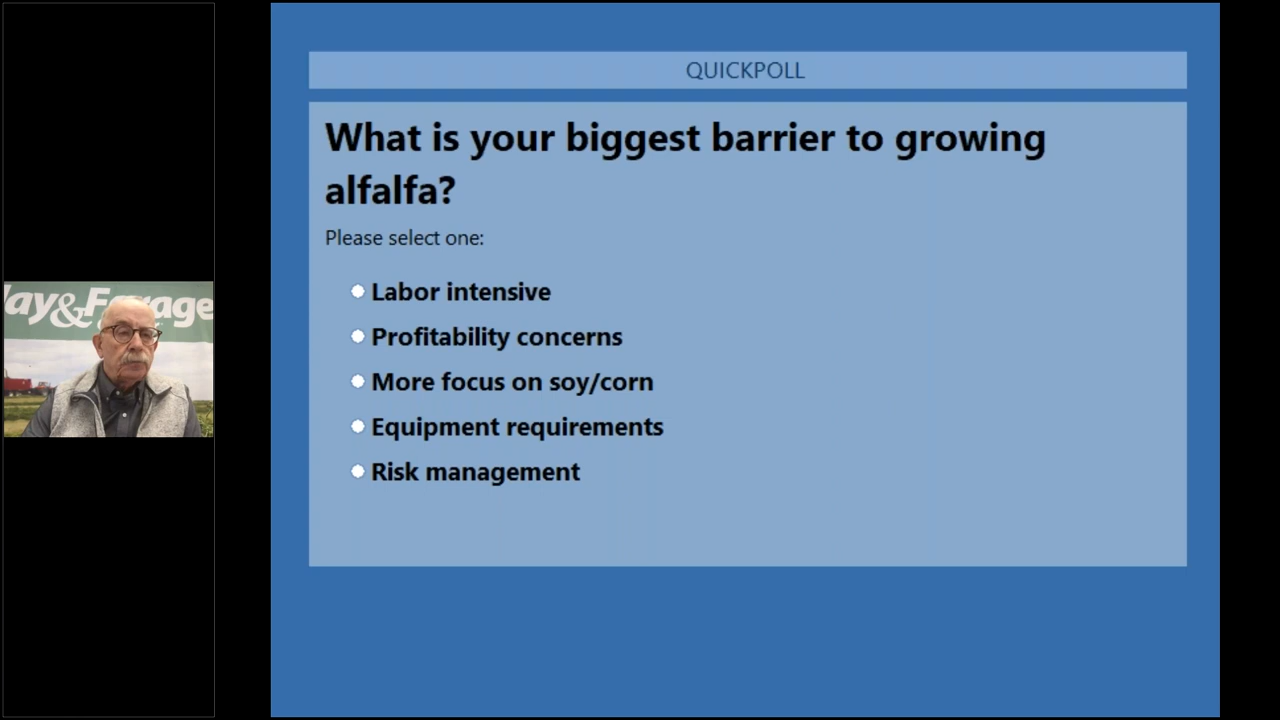 QUICKPOLL
What is your biggest barrier to growing
alfalfa?
Please select one:
Labor intensive
Profitability concerns
More focus on soy/corn
Equipment requirements
Risk management